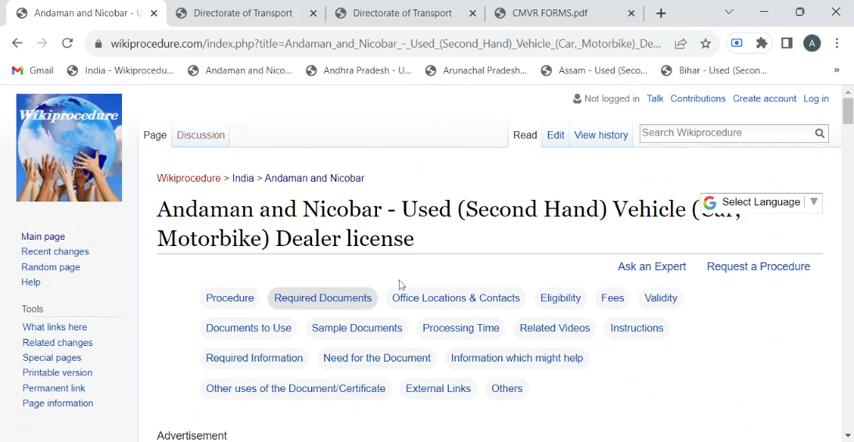 Andaman and Nicobar - U
Directorate of Transport
Directorate of Transport
CMVR FORMS.pdf
wikiprocedure.com/index.php?title=Andaman_and_Nicobar_-_Used_(Second_Hand)_Vehicle_(Car,_Motorbike)_De...
A
Gmail
India - Wikiprocedu...
Andaman and Nico...
Andhra Pradesh - U...
Arunachal Pradesh...
Assam - Used (Seco...
Bihar - Used (Secon...
»
Wikiprocedure
Not logged in Talk Contributions Create account Log in
Page Discussion Read Edit View history Search Wikiprocedure
Wikiprocedure > India > Andaman and Nicobar
Select Language
Andaman and Nicobar - Used (Second Hand) Vehicle (Car,
Motorbike) Dealer license
Ask an Expert Request a Procedure
Main page
Recent changes
Random page
Help
Tools
What links here
Related changes
Special pages
Printable version
Permanent link
Page information
Procedure Required Documents Office Locations & Contacts Eligibility Fees Validity
Documents to Use Sample Documents Processing Time Related Videos Instructions
Required Information Need for the Document Information which might help
Other uses of the Document/Certificate External Links Others
Advertisement